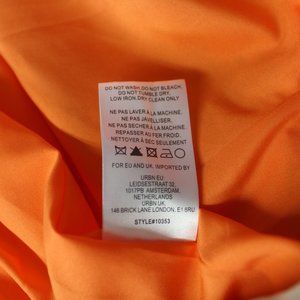 DO NOT WASH.DO NOT BLEACH.
DO NOT TUMBLE DRY.
LOW IRON.DRY CLEAN ONLY
NE PAS LAVER À LA MACHINE.
NE PAS JAVELLISER.
NE PAS SECHER À LA MACHINE.
REPASSER AU FER FROID.
NETTOYER À SEC SEULEMENT
FOR EU AND UK, IMPORTED BY
URBN EU:
LEIDSESTRAAT 32,
1017PB AMSTERDAM,
NETHERLANDS
URBN UK:
146 BRICK LANE LONDON, E1 6RU
STYLE#10353